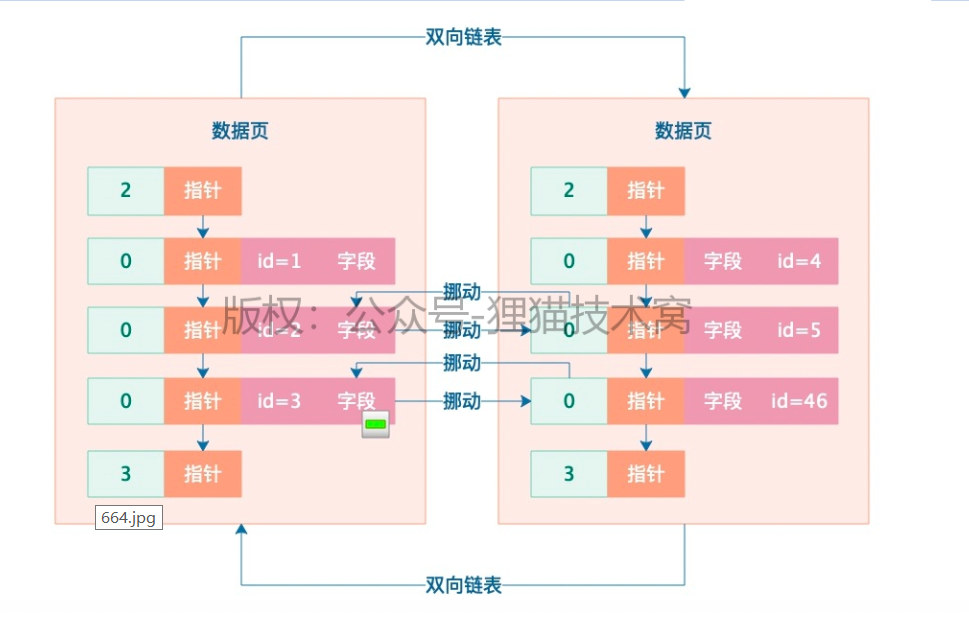 双向链表
数据页
2 指针
0 指针 id=1 字段
0 指针 id=2 字段
0 指针 id=3 字段
3 指针
664.jpg
挪动
挪动
挪动
挪动
版权：公众号-狸猫技术窝
数据页
2 指针
0 指针 字段 id=4
0 指针 字段 id=5
0 指针 字段 id=46
3 指针
双向链表